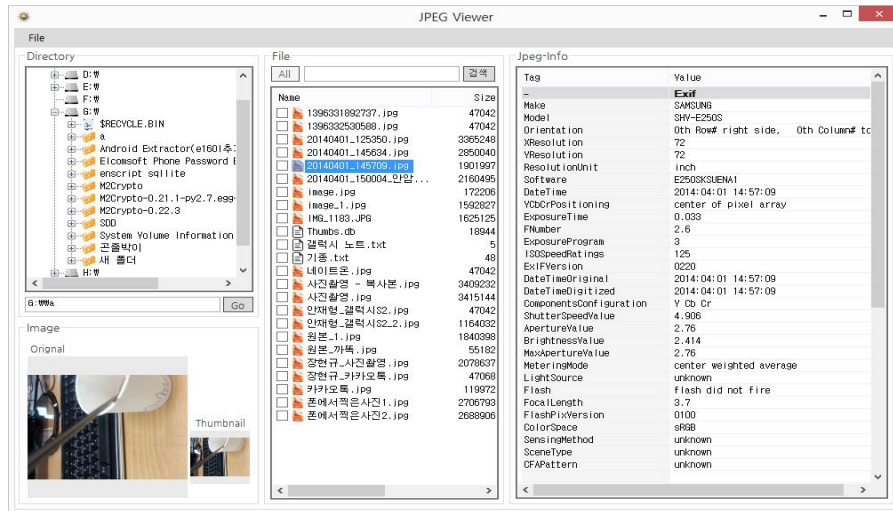 JPEG Viewer
File
Directory
D:₩
E:₩
F:₩
G:₩
$RECYCLE.BIN
a
Android Extractor(e160l추
Elcomsoft Phone Password E
enscript sqllite
M2Crypto
M2Crypto-0.21.1-py2.7.egg-
M2Crypto-0.22.3
SDD
System Volume Information
곤줄박이
새 폴더
H:₩
G:₩₩a
Go
Image
Orignal
Thumbnail
File
All
검색
Name Size
1396331892737.jpg 47042
1396332530588.jpg 47042
20140401_125350.jpg 3365248
20140401_145634.jpg 2850040
20140401_145709.jpg 1901997
20140401_150004_안암... 2160495
image.jpg 172206
image_1.jpg 1592827
IMG_1183.JPG 1625125
Thumbs.db 18944
갤럭시 노트.txt 5
기종.txt 48
네이트온.jpg 47042
사진촬영 - 복사본.jpg 3409232
사진촬영.jpg 3415144
안재형_갤럭시S2.jpg 47042
안재형_갤럭시S2_2.jpg 1164032
원본_1.jpg 1840398
원본_까똑.jpg 55182
장현규_사진촬영.jpg 2078637
장현규_카카오톡.jpg 47068
카카오톡.jpg 119972
폰에서찍은사진1.jpg 2706793
폰에서찍은사진2.jpg 2688906
Jpeg-Info
Tag Value
- Exif
Make SAMSUNG
Model SHV-E250S
Orientation 0th Row# right side, 0th Column# to
XResolution 72
YResolution 72
ResolutionUnit inch
Software E250SKSUENA1
DateTime 2014:04:01 14:57:09
YCbCrPositioning center of pixel array
ExposureTime 0.033
FNumber 2.6
ExposureProgram 3
ISOSpeedRatings 125
ExIFVersion 0220
DateTimeOriginal 2014:04:01 14:57:09
DateTimeDigitized 2014:04:01 14:57:09
ComponentsConfiguration Y Cb Cr
ShutterSpeedValue 4.906
ApertureValue 2.76
BrightnessValue 2.414
MaxApertureValue 2.76
MeteringMode center weighted average
LightSource unknown
Flash flash did not fire
FocalLength 3.7
FlashPixVersion 0100
ColorSpace sRGB
SensingMethod unknown
SceneType unknown
CFAPattern unknown